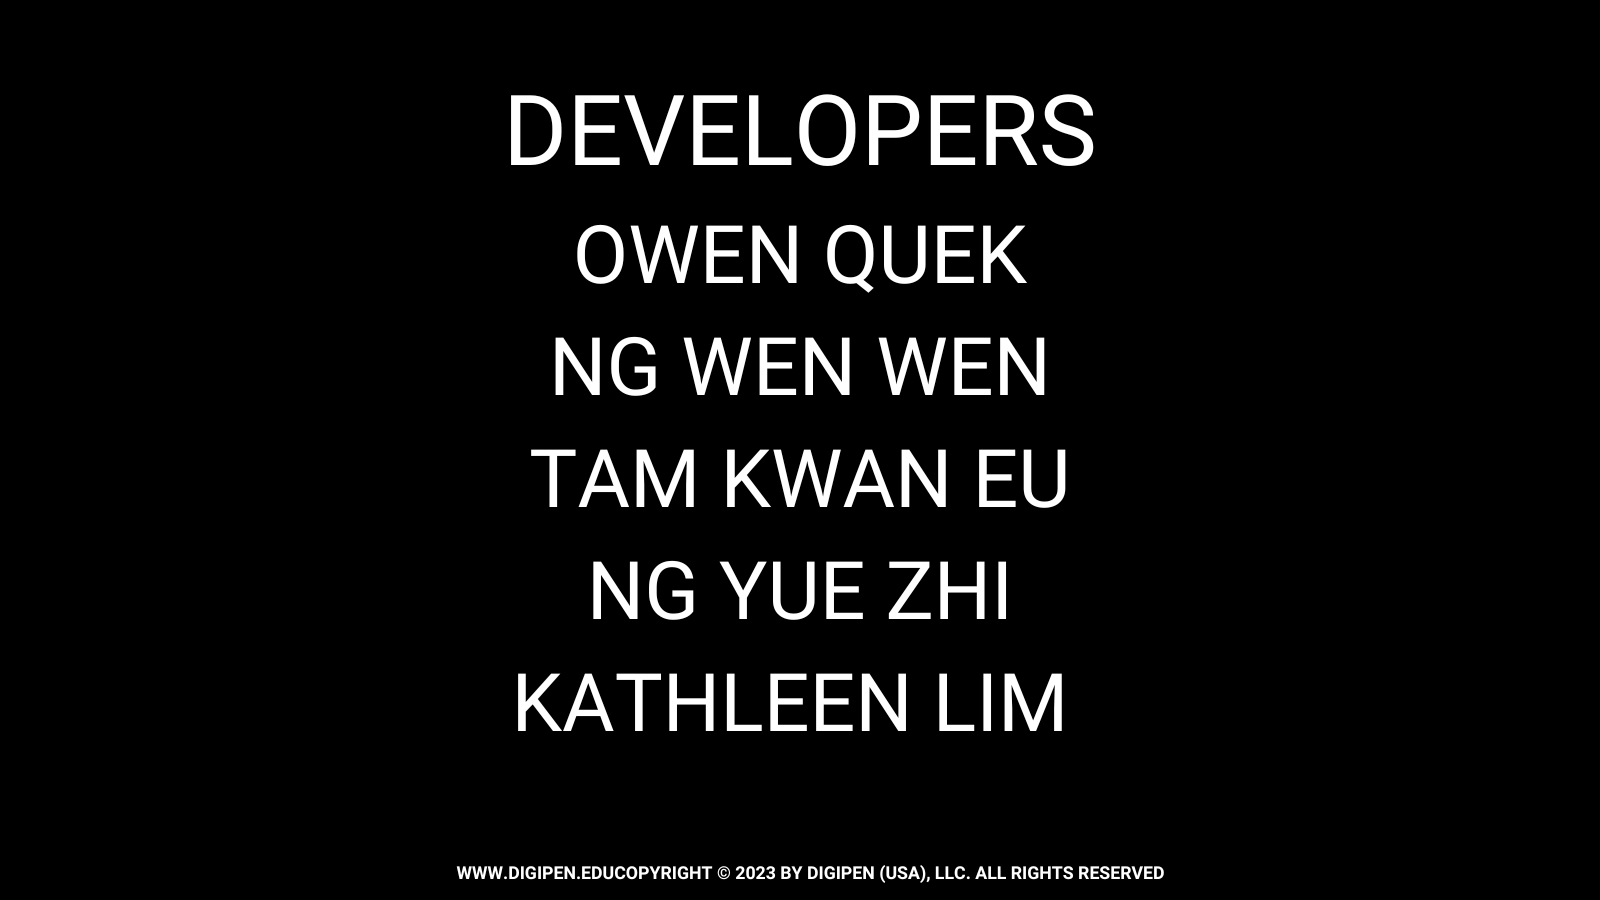 DEVELOPERS
OWEN QUEK
NG WEN WEN
TAM KWAN EU
NG YUE ZHI
KATHLEEN LIM
WWW.DIGIPEN.EDUCOPYRIGHT © 2023 BY DIGIPEN (USA), LLC. ALL RIGHTS RESERVED